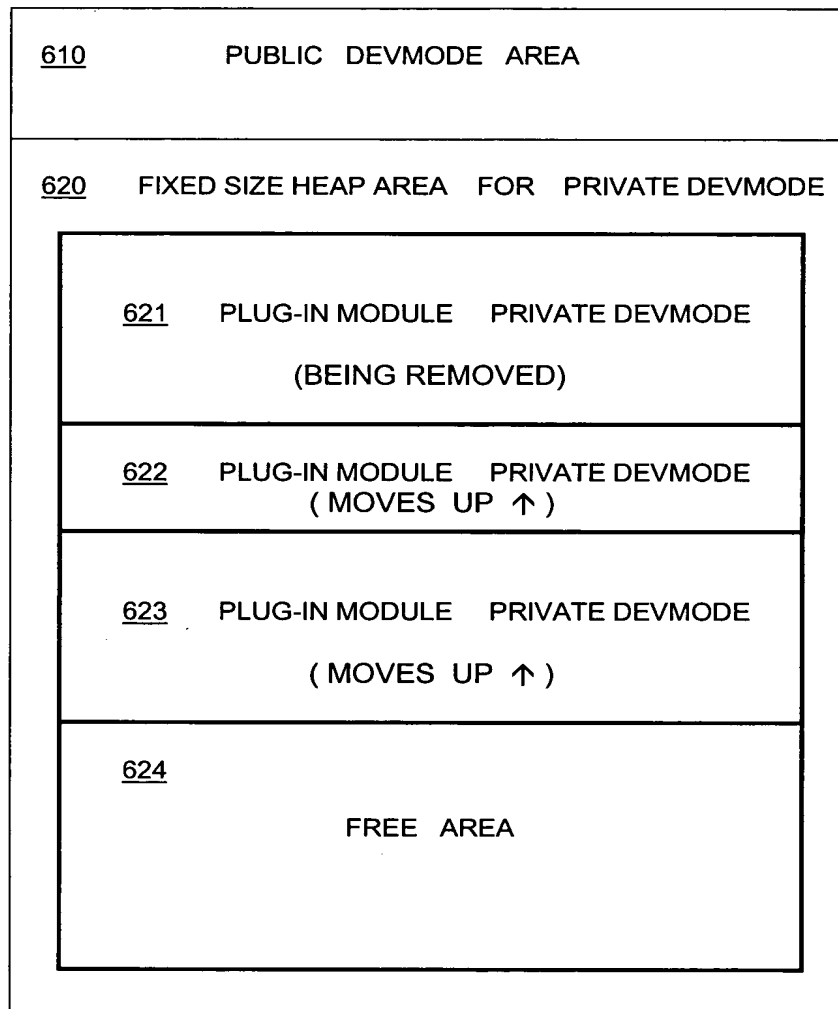 610 PUBLIC DEVMODE AREA
620 FIXED SIZE HEAP AREA FOR PRIVATE DEVMODE
621 PLUG-IN MODULE PRIVATE DEVMODE
(BEING REMOVED)
622 PLUG-IN MODULE PRIVATE DEVMODE
( MOVES UP ↑ )
623 PLUG-IN MODULE PRIVATE DEVMODE
( MOVES UP ↑ )
624
FREE AREA